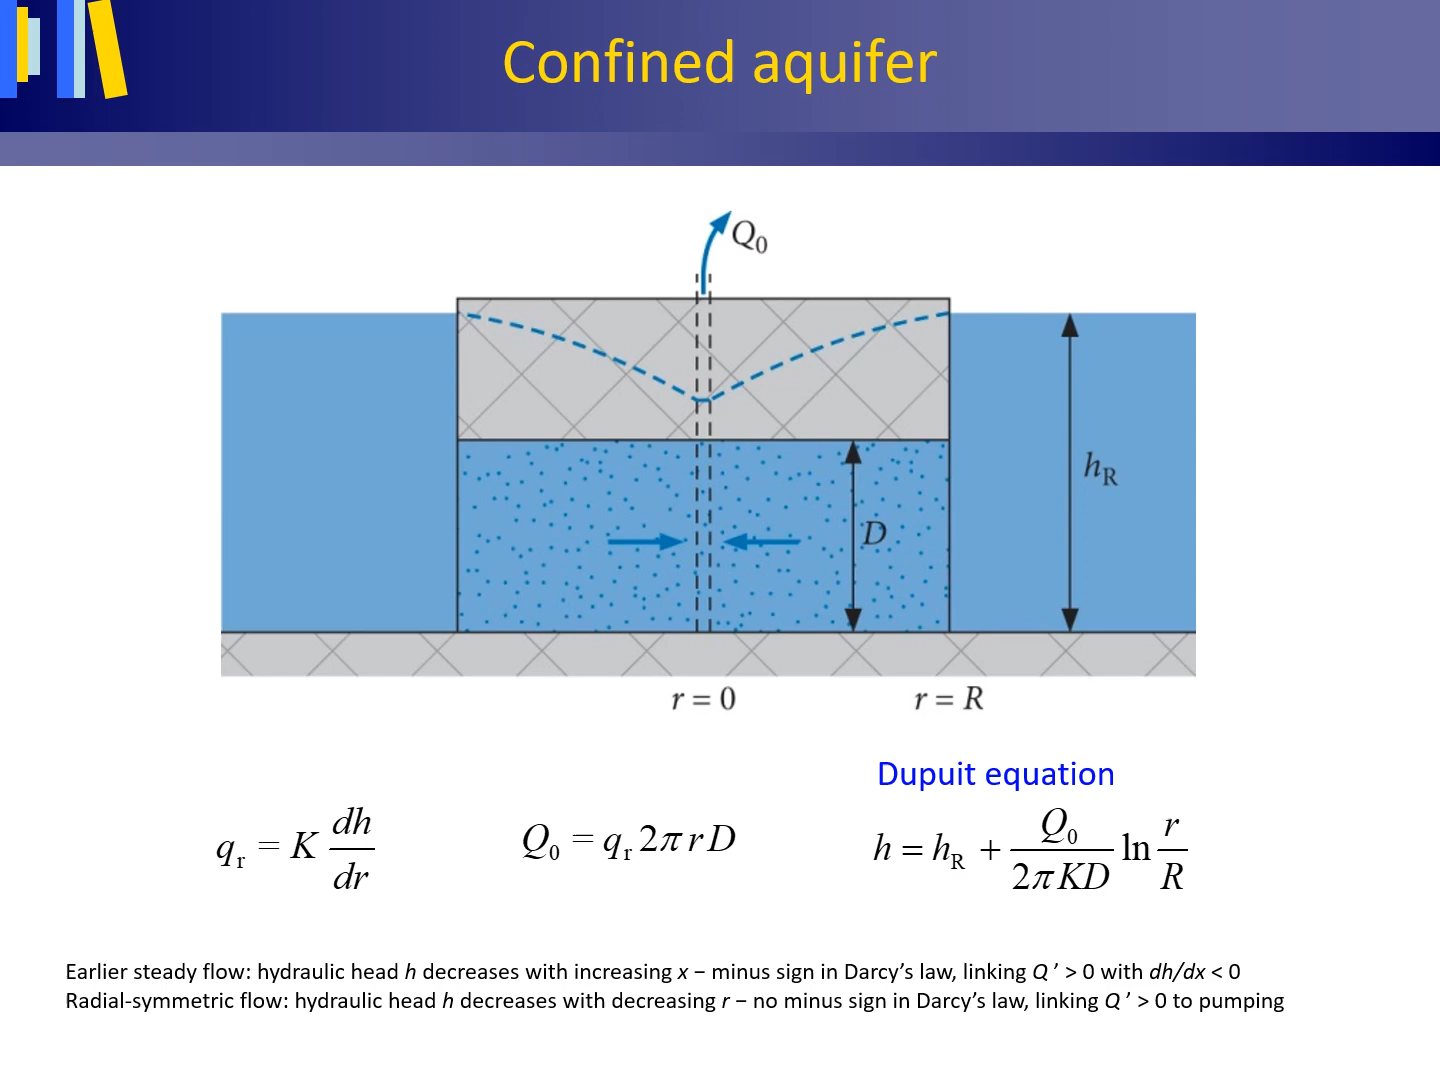 Confined aquifer
Q₀
h_R
D
r = 0
r = R
Dupuit equation
q_r = K dh/dr
Q₀ = q_r 2π r D
h = h_R + Q₀/(2π KD) ln r/R
Earlier steady flow: hydraulic head h decreases with increasing x − minus sign in Darcy’s law, linking Q ’ > 0 with dh/dx < 0
Radial-symmetric flow: hydraulic head h decreases with decreasing r − no minus sign in Darcy’s law, linking Q ’ > 0 to pumping